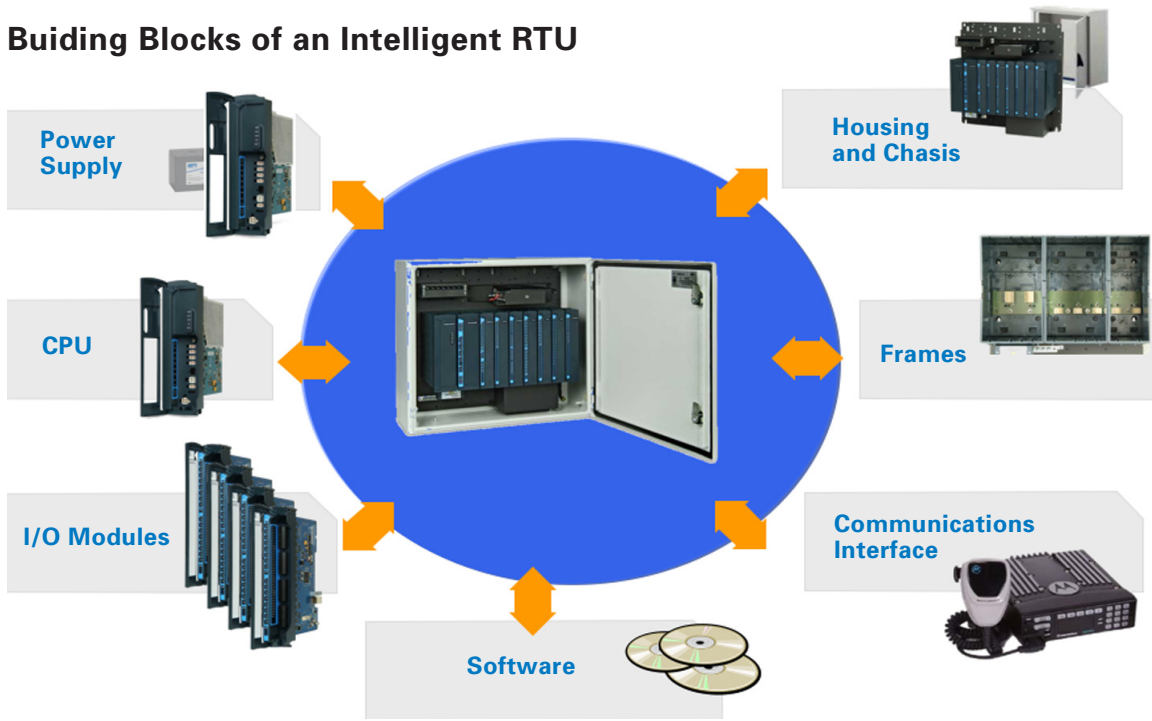 Buiding Blocks of an Intelligent RTU
Power
Supply
Housing
and Chasis
CPU
Frames
I/O Modules
Communications
Interface
Software